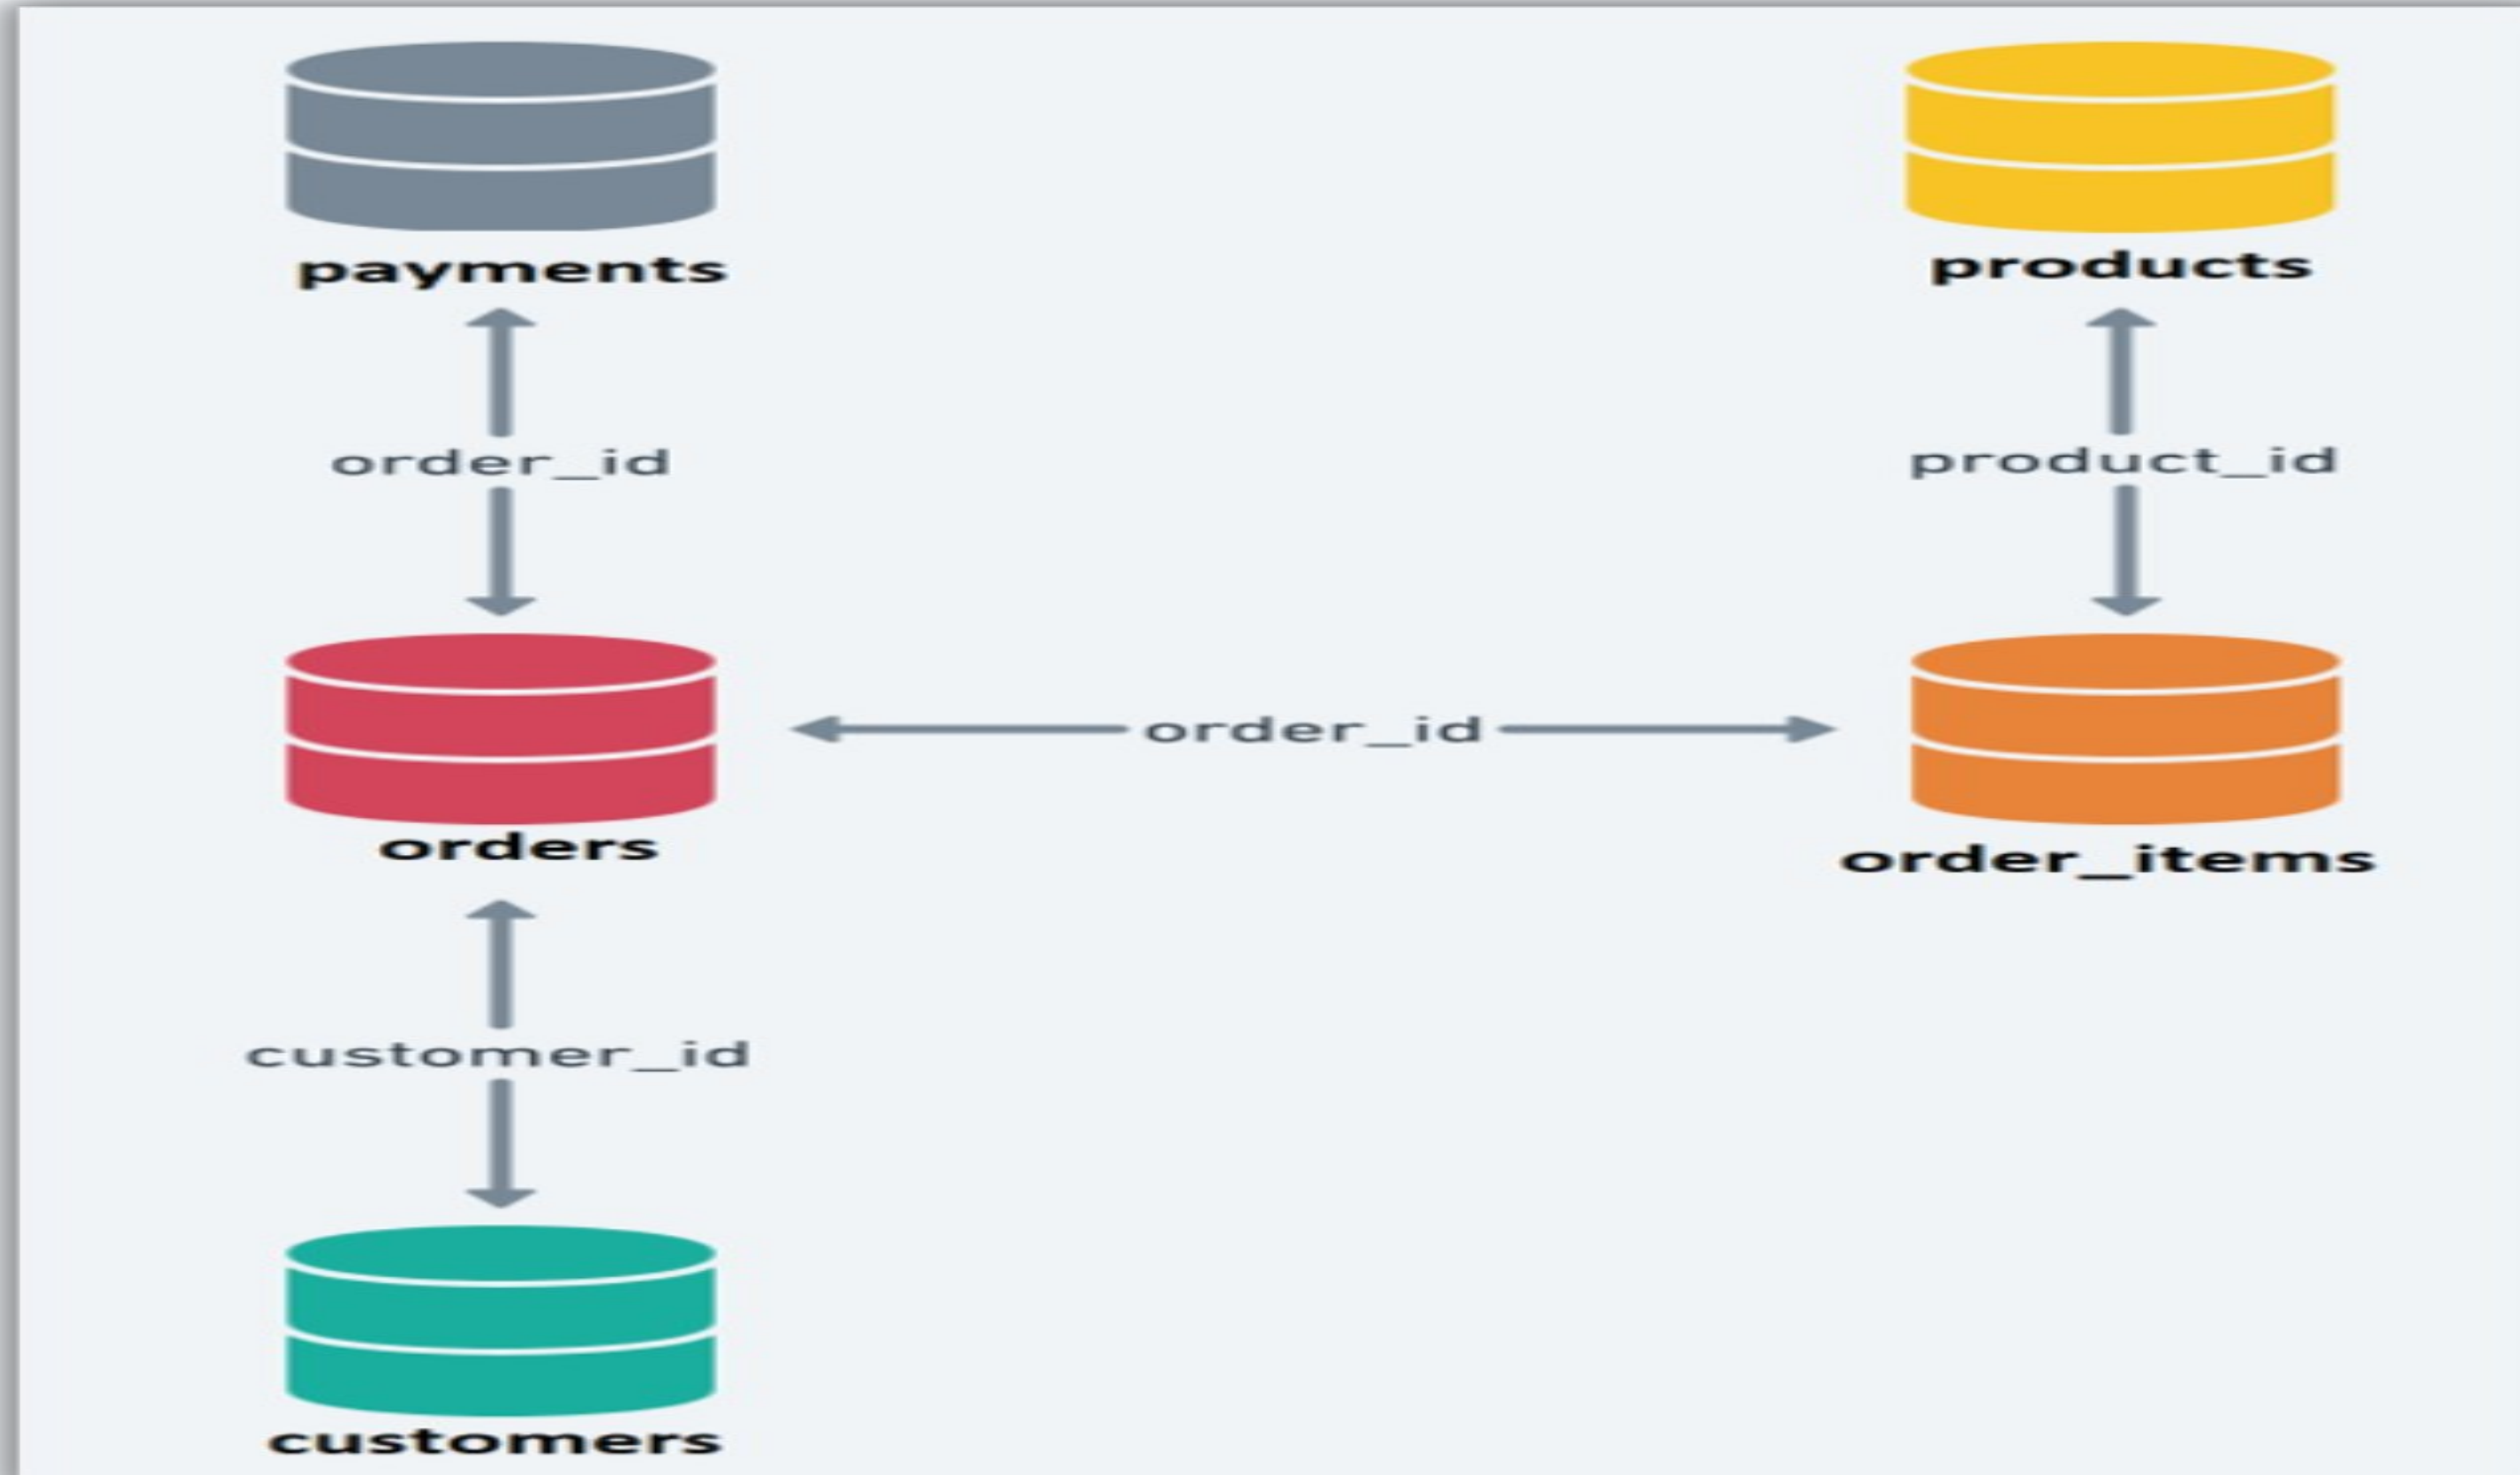 payments
products
order_id
product_id
order_id
orders
order_items
customer_id
customers